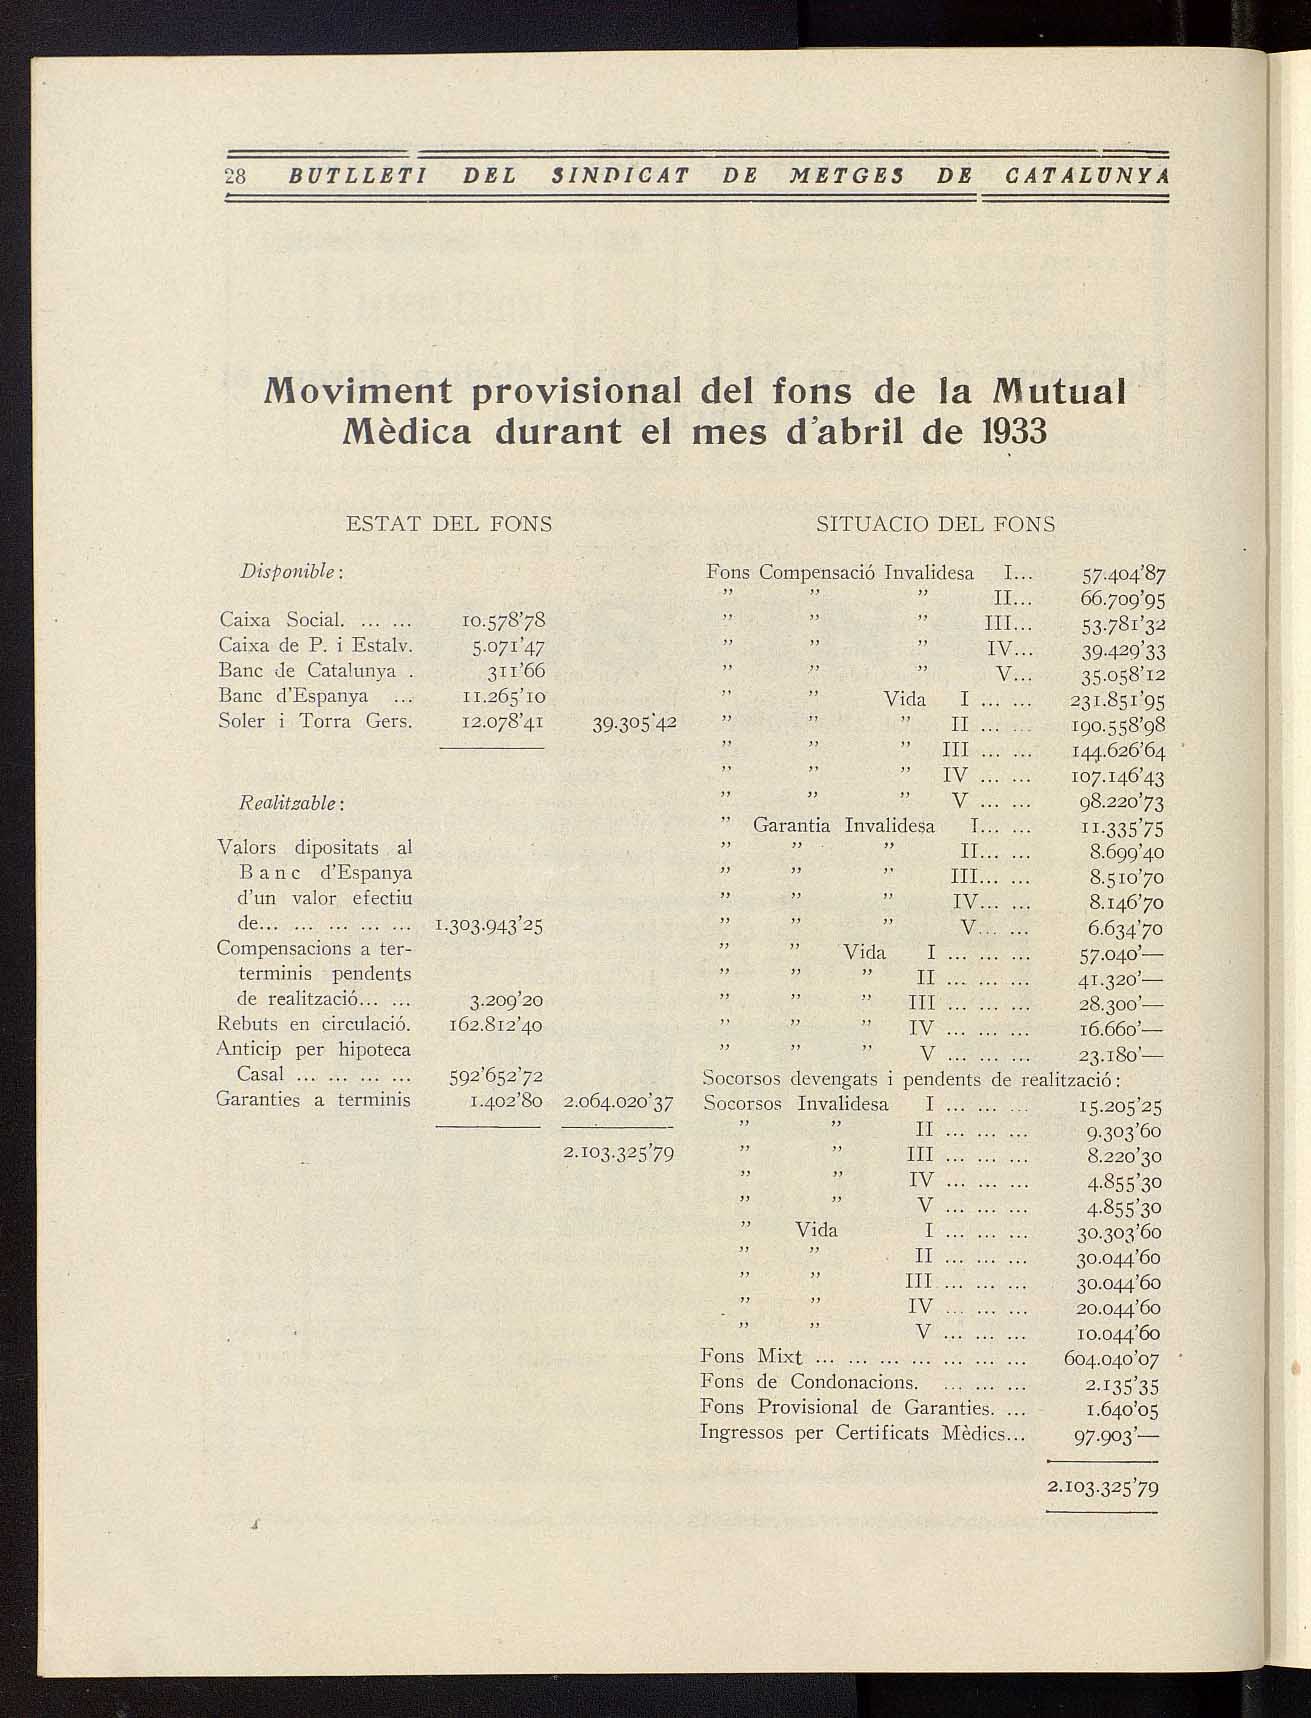 28 BUTLLETI DEL SINDICAT DE METGES DE CATALUNYA
Moviment provisional del fons de la Mutual
Mèdica durant el mes d'abril de 1933
ESTAT DEL FONS
Disponible:
Caixa Social. ... ... 10.578'78
Caixa de P. i Estalv. 5.071'47
Banc de Catalunya . 311'66
Banc d'Espanya ... 11.265'10
Soler i Torra Gers. 12.078'41 39.305'42
Realitzable:
Valors dipositats al
Banc d'Espanya
d'un valor efectiu
de... ... ... ... ... 1.303.943'25
Compensacions a ter-
terminis pendents
de realització... ... 3.209'20
Rebuts en circulació. 162.812'40
Anticip per hipoteca
Casal ... ... ... ... 592'652'72
Garanties a terminis 1.402'80 2.064.020'37
2.103.325'79
SITUACIO DEL FONS
Fons Compensació Invalidesa I... 57.404'87
" " " II... 66.709'95
" " " III... 53.781'32
" " " IV... 39.429'33
" " " V... 35.058'12
" " Vida I ... ... 231.851'95
" " " II ... ... 190.558'98
" " " III ... ... 144.626'64
" " " IV ... ... 107.146'43
" " " V ... ... 98.220'73
" Garantia Invalidesa I... ... 11.335'75
" " " II... ... 8.699'40
" " " III... ... 8.510'70
" " " IV... ... 8.146'70
" " " V... ... 6.634'70
" " Vida I ... ... ... 57.040'—
" " " II ... ... ... 41.320'—
" " " III ... ... ... 28.300'—
" " " IV ... ... ... 16.660'—
" " " V ... ... ... 23.180'—
Socorsos devengats i pendents de realització:
Socorsos Invalidesa I ... ... ... 15.205'25
" " II ... ... ... 9.303'60
" " III ... ... ... 8.220'30
" " IV ... ... ... 4.855'30
" " V ... ... ... 4.855'30
" Vida I ... ... ... 30.303'60
" " II ... ... ... 30.044'60
" " III ... ... ... 30.044'60
" " IV ... ... ... 20.044'60
" " V ... ... ... 10.044'60
Fons Mixt ... ... ... ... ... ... ... 604.040'07
Fons de Condonacions. ... ... ... 2.135'35
Fons Provisional de Garanties. ... 1.640'05
Ingressos per Certificats Mèdics... 97.903'—
2.103.325'79